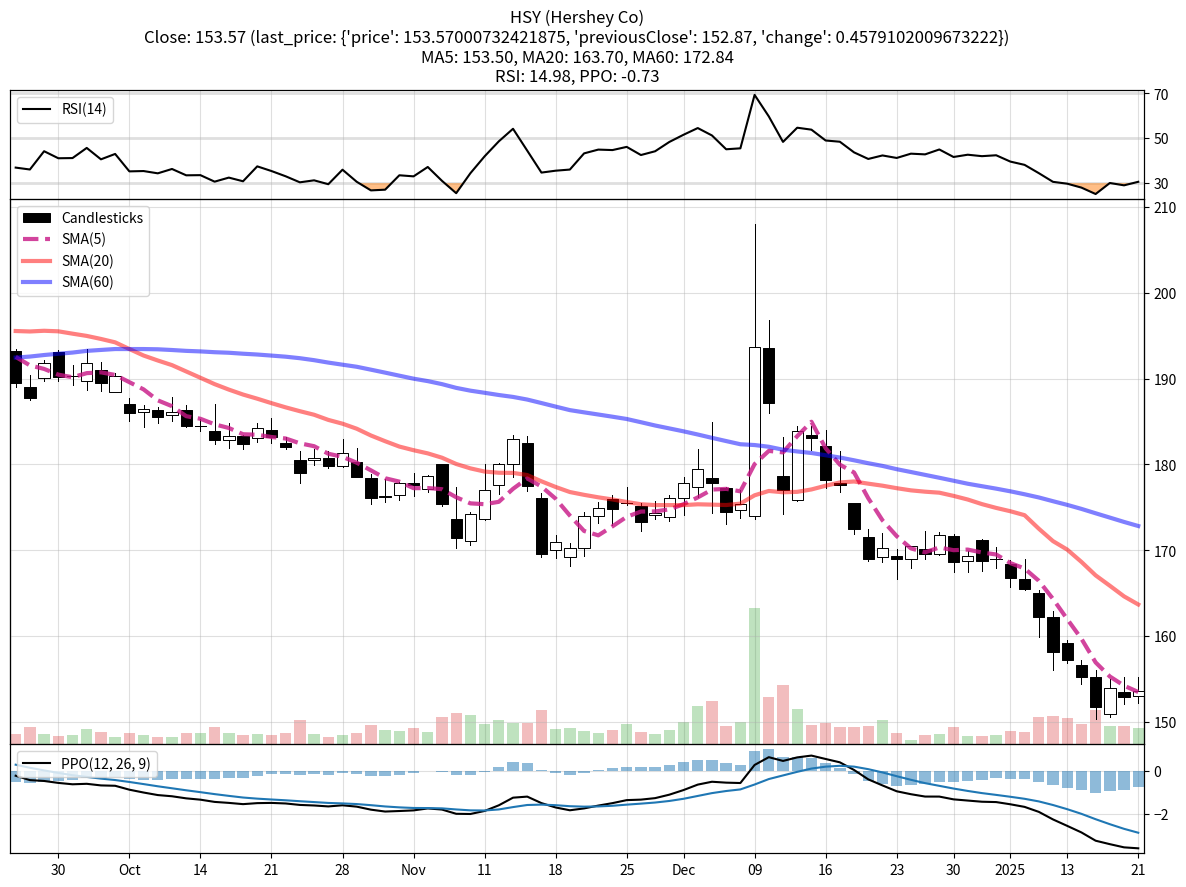 HSY (Hershey Co)
Close: 153.57 (last_price: {'price': 153.57000732421875, 'previousClose': 152.87, 'change': 0.4579102009673222})
MA5: 153.50, MA20: 163.70, MA60: 172.84
RSI: 14.98, PPO: -0.73
RSI(14)
70
50
30
Candlesticks
SMA(5)
SMA(20)
SMA(60)
210
200
190
180
170
160
150
PPO(12, 26, 9)
0
−2
30 Oct 14 21 28 Nov 11 18 25 Dec 09 16 23 30 2025 13 21